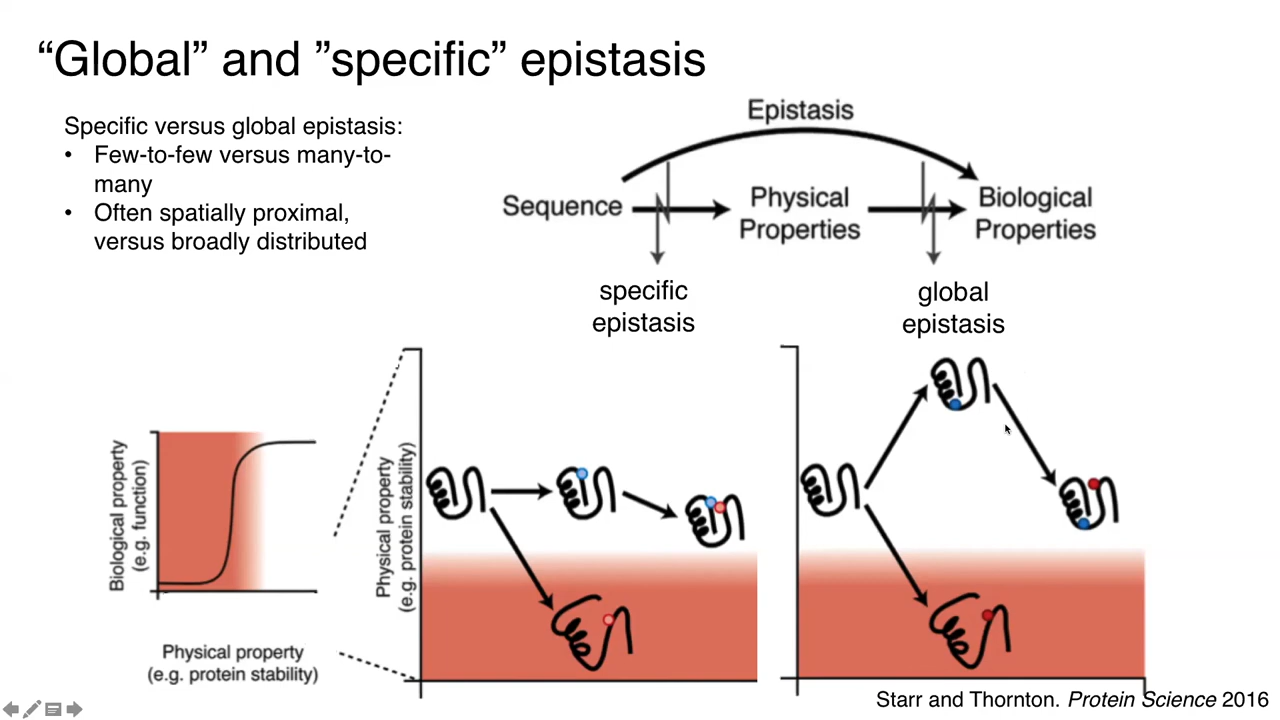 “Global” and ”specific” epistasis
Specific versus global epistasis:
• Few-to-few versus many-to-
many
• Often spatially proximal,
versus broadly distributed
Epistasis
Sequence
Physical
Properties
Biological
Properties
specific
epistasis
global
epistasis
Biological property
(e.g. function)
Physical property
(e.g. protein stability)
Physical property
(e.g. protein stability)
Starr and Thornton. Protein Science 2016